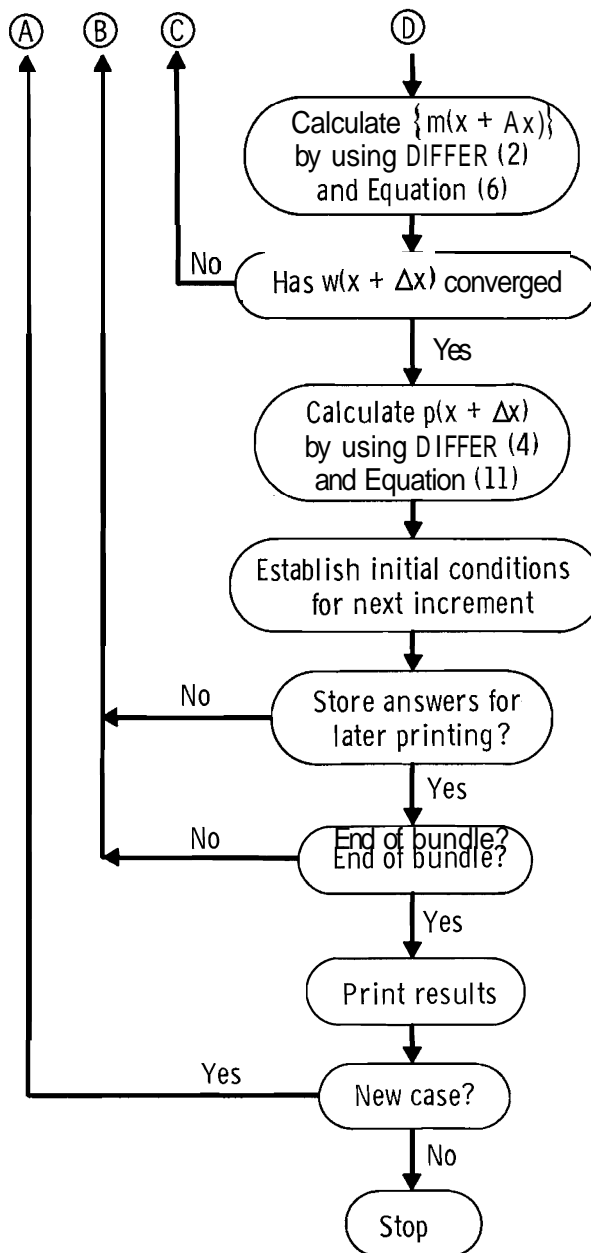 A B C D
Calculate {m(x + Ax)}
by using DIFFER (2)
and Equation (6)
No
Has w(x + Δx) converged
Yes
Calculate p(x + Δx)
by using DIFFER (4)
and Equation (11)
Establish initial conditions
for next increment
No
Store answers for
later printing?
Yes
No
End of bundle?
End of bundle?
Yes
Print results
Yes
New case?
No
Stop